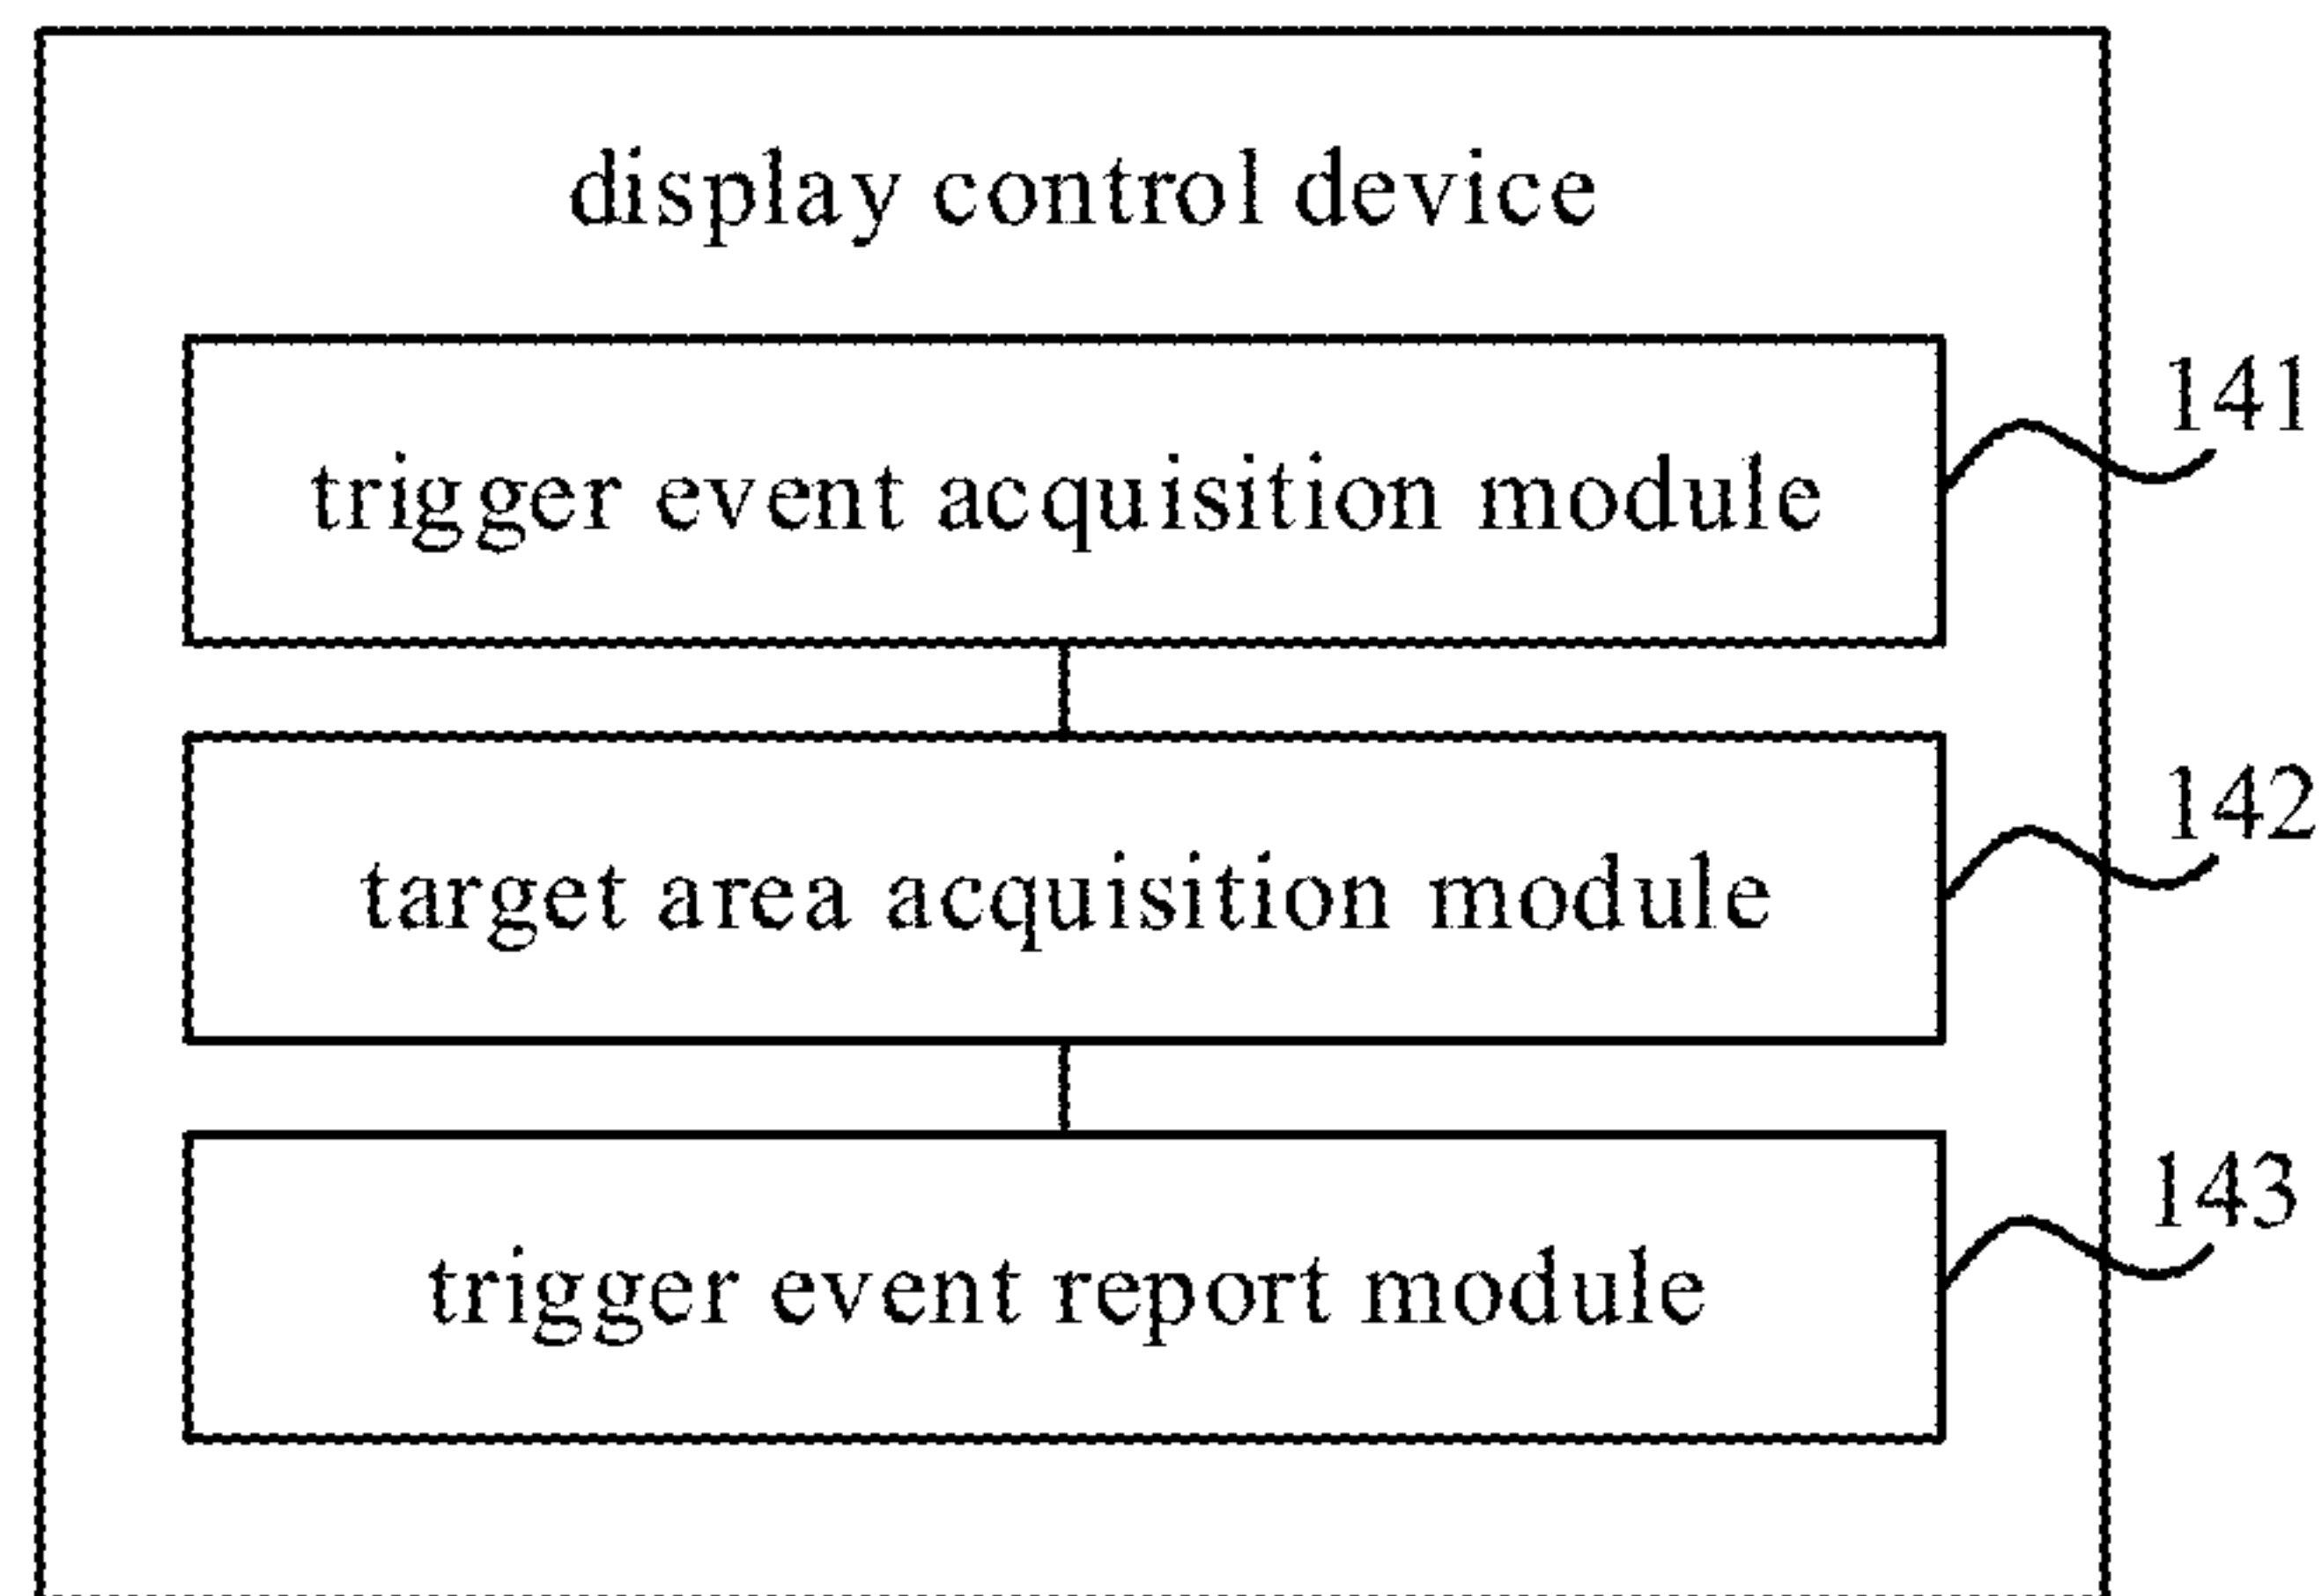 display control device
trigger event acquisition module
141
target area acquisition module
142
trigger event report module
143